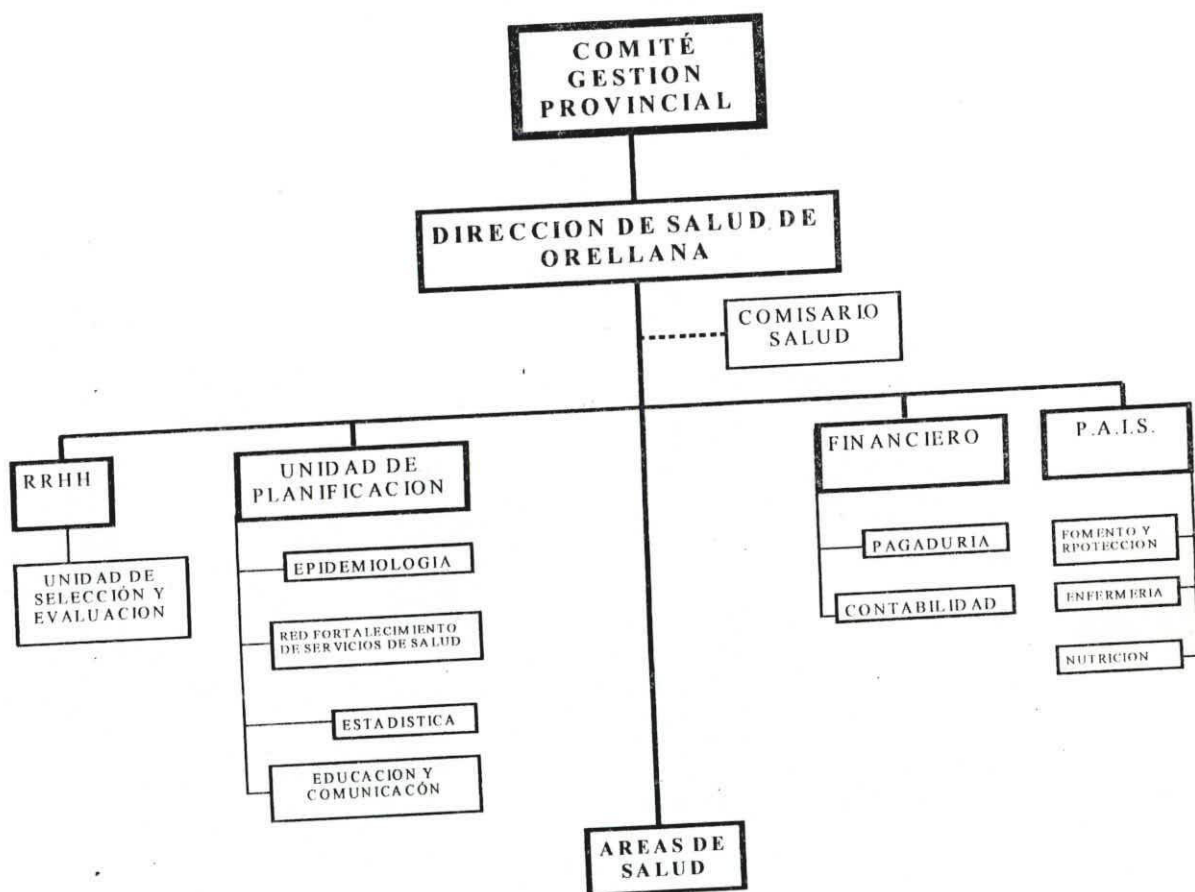 COMITÉ
GESTION
PROVINCIAL
DIRECCION DE SALUD DE
ORELLANA
COMISARIO
SALUD
RRHH
UNIDAD DE
SELECCIÓN Y
EVALUACION
UNIDAD DE
PLANIFICACION
EPIDEMIOLOGIA
RED FORTALECIMIENTO
DE SERVICIOS DE SALUD
ESTADISTICA
EDUCACION Y
COMUNICACÓN
FINANCIERO
PAGADURIA
CONTABILIDAD
P.A.I.S.
FOMENTO Y
RPOTECCION
ENFERMERIA
NUTRICION
AREAS DE
SALUD